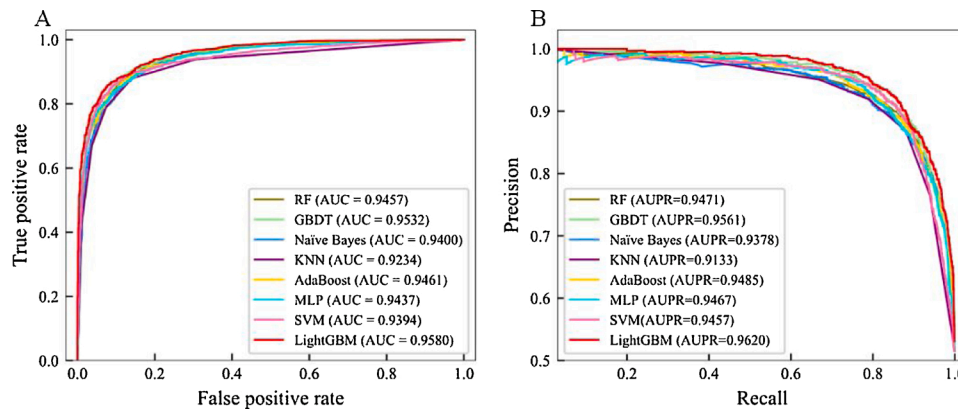 A
1.0
0.8
0.6
0.4
0.2
0.0
True positive rate
RF (AUC = 0.9457)
GBDT (AUC = 0.9532)
Naïve Bayes (AUC = 0.9400)
KNN (AUC = 0.9234)
AdaBoost (AUC = 0.9461)
MLP (AUC = 0.9437)
SVM (AUC = 0.9394)
LightGBM (AUC = 0.9580)
0.0 0.2 0.4 0.6 0.8 1.0
False positive rate
B
1.0
0.9
0.8
0.7
0.6
0.5
Precision
RF (AUPR=0.9471)
GBDT (AUPR=0.9561)
Naïve Bayes (AUPR=0.9378)
KNN (AUPR=0.9133)
AdaBoost (AUPR=0.9485)
MLP (AUPR=0.9467)
SVM(AUPR=0.9457)
LightGBM (AUPR=0.9620)
0.2 0.4 0.6 0.8 1.0
Recall